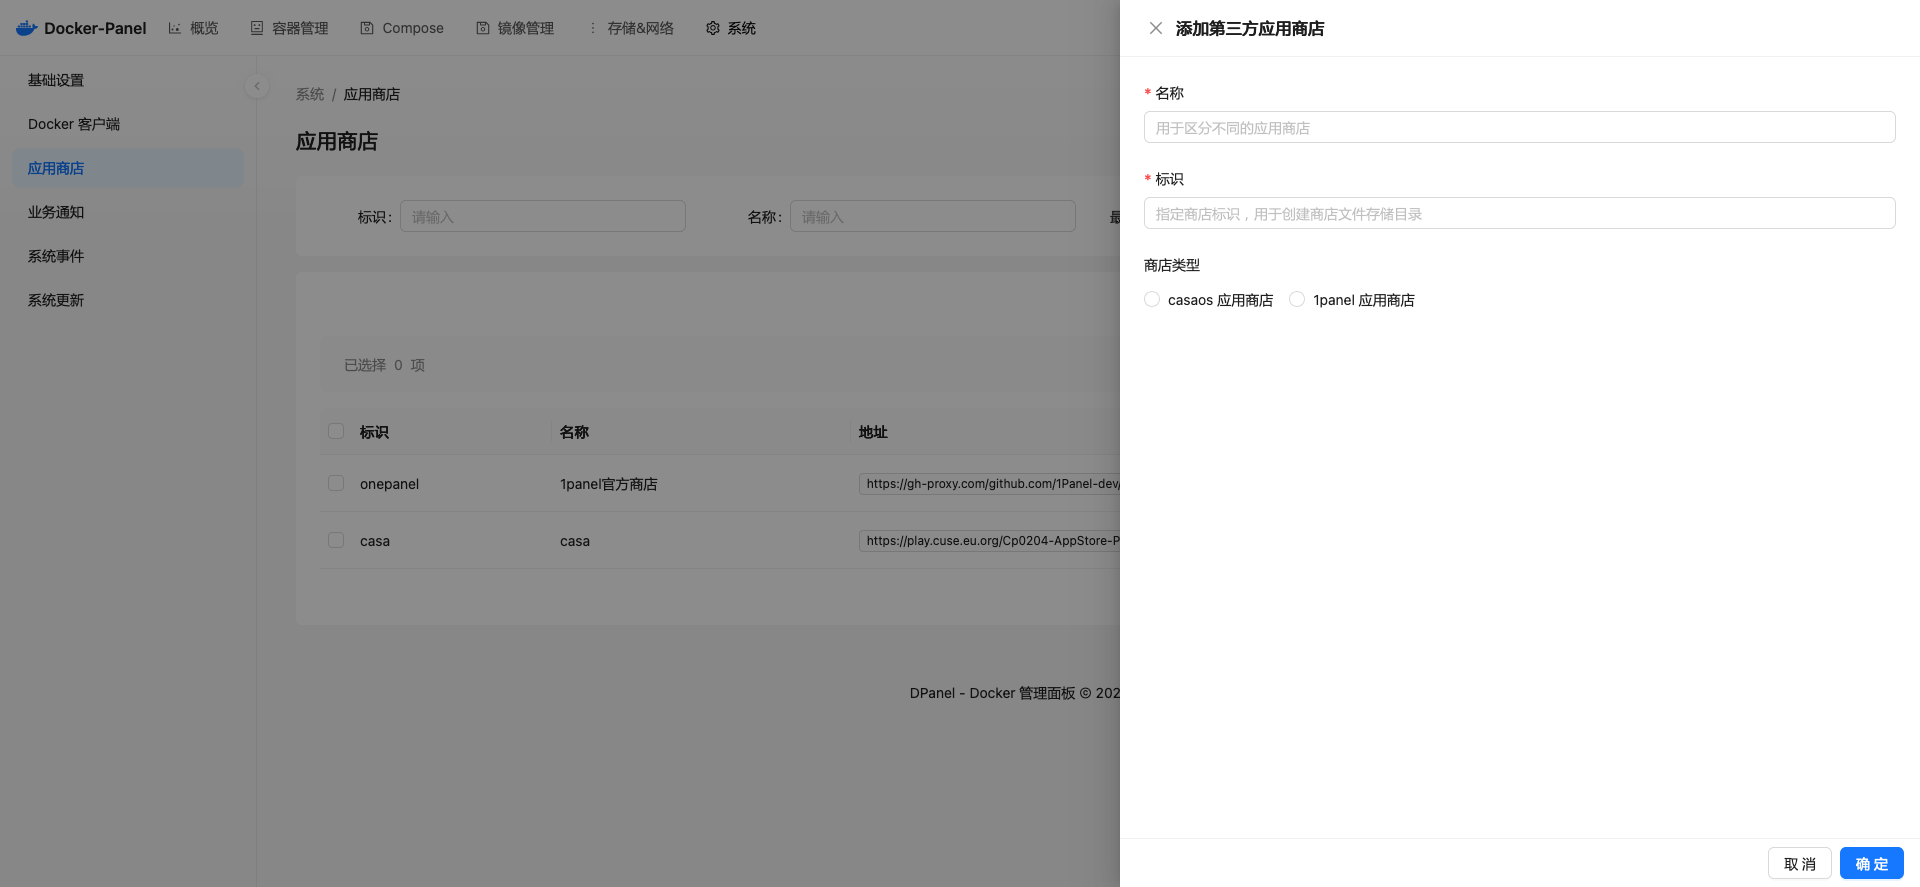 Docker-Panel 概览 容器管理 Compose 镜像管理 存储&网络 系统
基础设置
Docker 客户端
应用商店
业务通知
系统事件
系统更新
系统 / 应用商店
应用商店
标识: 请输入 名称: 请输入
已选择 0 项
标识 名称 地址
onepanel 1panel官方商店 https://gh-proxy.com/github.com/1Panel-dev/
casa casa https://play.cuse.eu.org/Cp0204-AppStore-P
DPanel - Docker 管理面板 © 202
添加第三方应用商店
* 名称
用于区分不同的应用商店
* 标识
指定商店标识，用于创建商店文件存储目录
商店类型
casaos 应用商店 1panel 应用商店
取 消 确 定